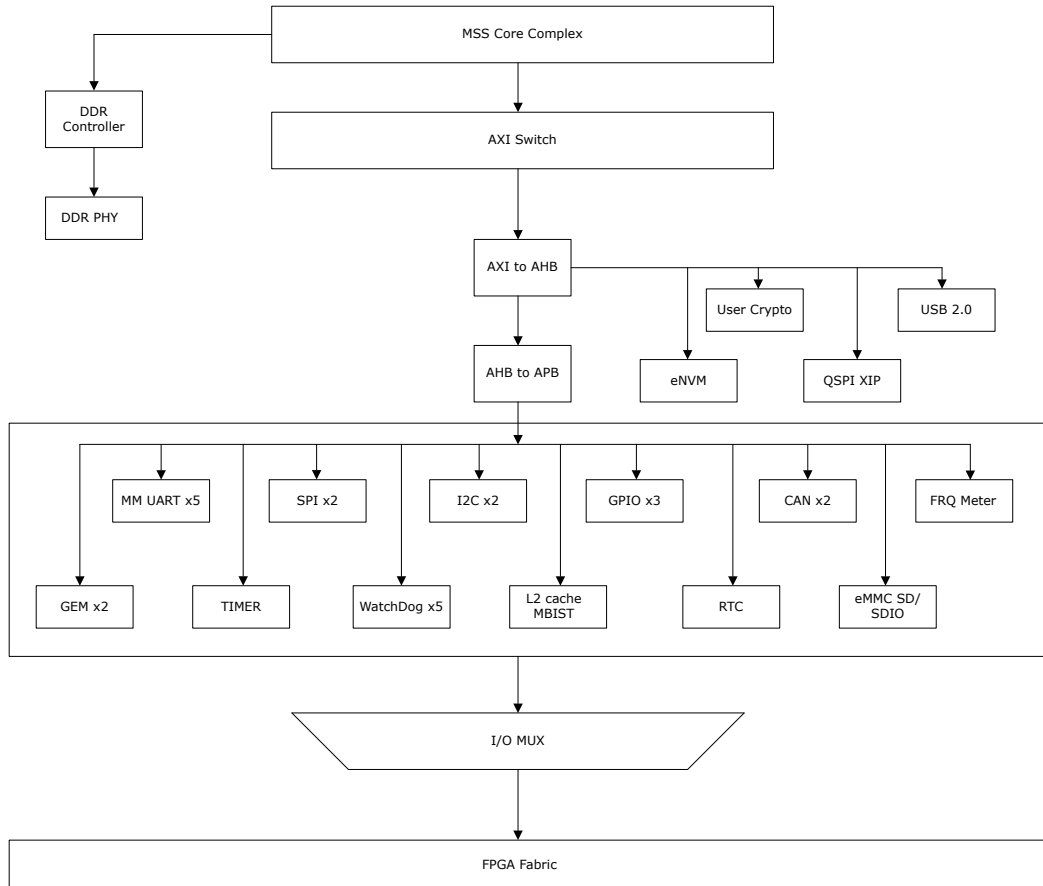 MSS Core Complex
DDR
Controller
AXI Switch
DDR PHY
AXI to AHB
User Crypto
USB 2.0
AHB to APB
eNVM
QSPI XIP
MM UART x5
SPI x2
I2C x2
GPIO x3
CAN x2
FRQ Meter
GEM x2
TIMER
WatchDog x5
L2 cache
MBIST
RTC
eMMC SD/
SDIO
I/O MUX
FPGA Fabric